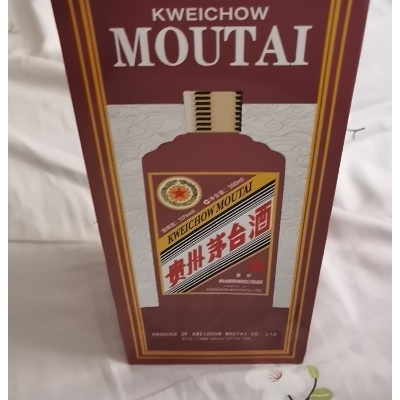 KWEICHOW
MOUTAI
KWEICHOW MOUTAI
贵州茅台酒
PRODUCE OF KWEICHOW MOUTAI CO., LTD.